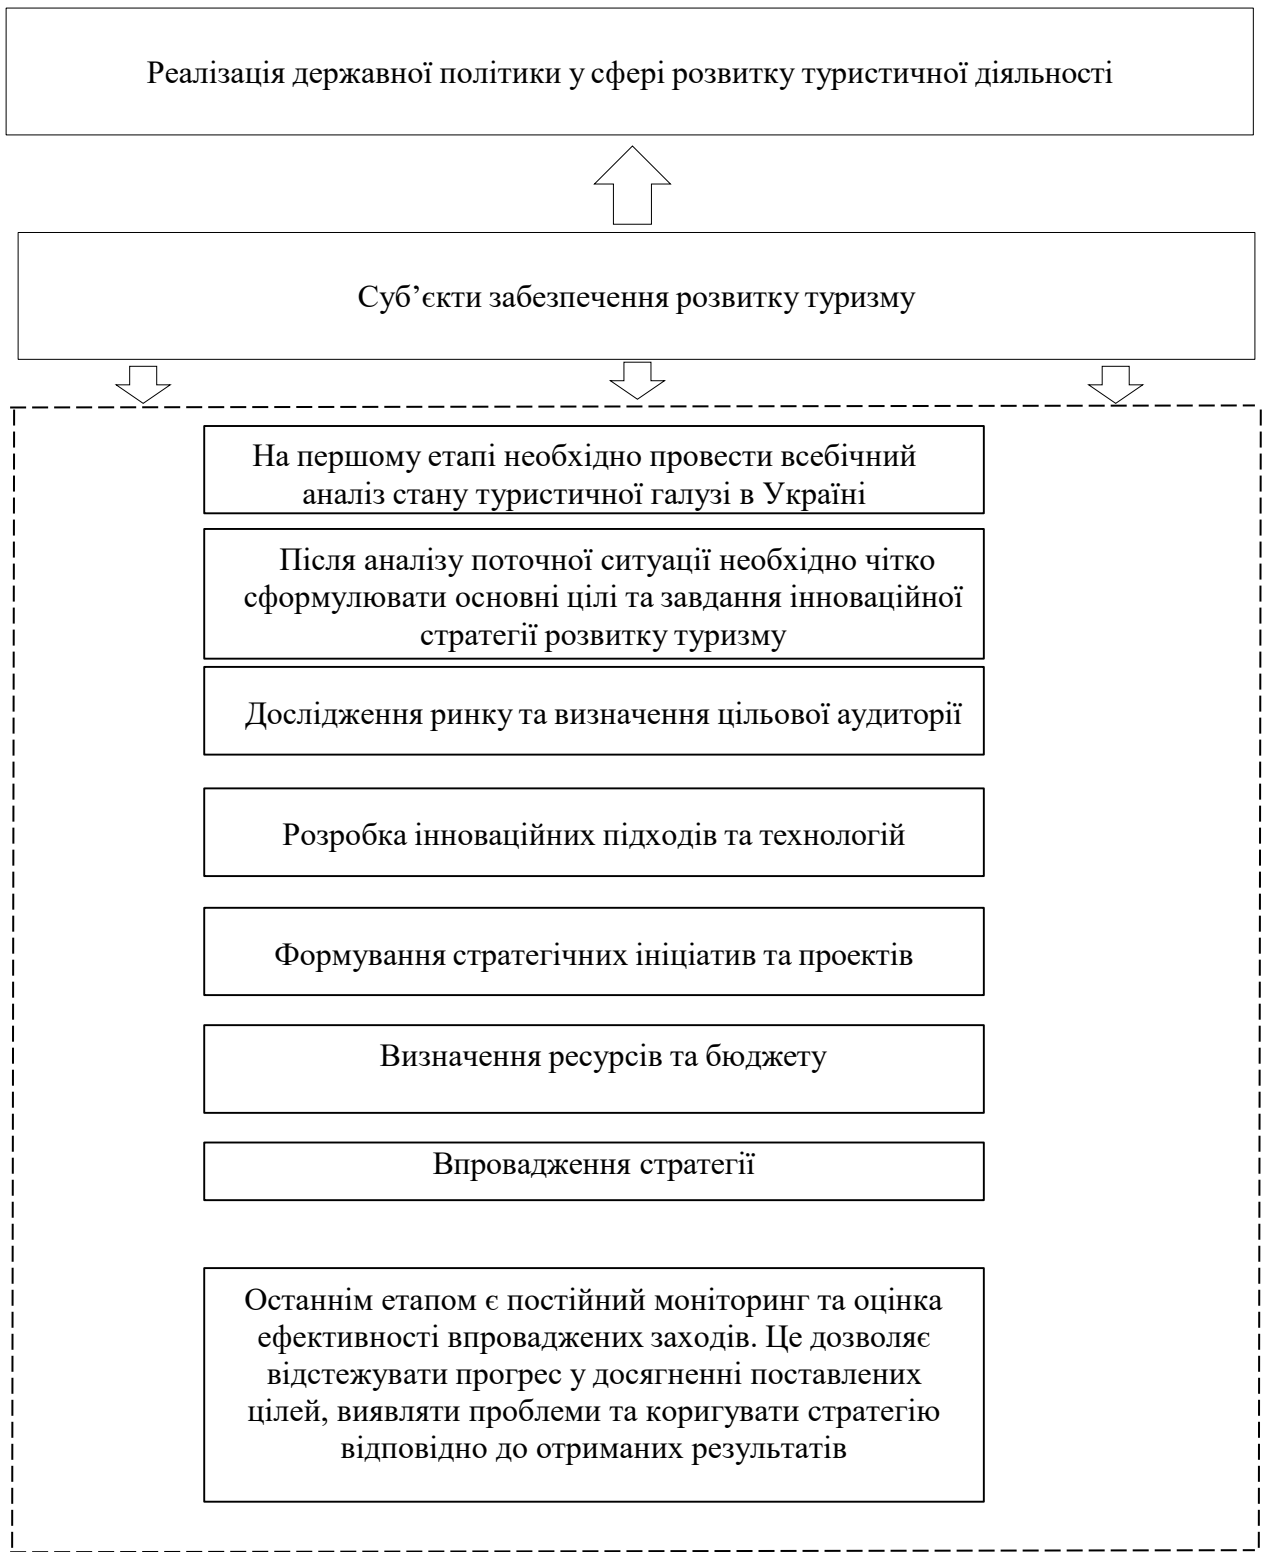 Реалізація державної політики у сфері розвитку туристичної діяльності
Суб’єкти забезпечення розвитку туризму
На першому етапі необхідно провести всебічний
аналіз стану туристичної галузі в Україні
Після аналізу поточної ситуації необхідно чітко
сформулювати основні цілі та завдання інноваційної
стратегії розвитку туризму
Дослідження ринку та визначення цільової аудиторії
Розробка інноваційних підходів та технологій
Формування стратегічних ініціатив та проектів
Визначення ресурсів та бюджету
Впровадження стратегії
Останнім етапом є постійний моніторинг та оцінка
ефективності впроваджених заходів. Це дозволяє
відстежувати прогрес у досягненні поставлених
цілей, виявляти проблеми та коригувати стратегію
відповідно до отриманих результатів